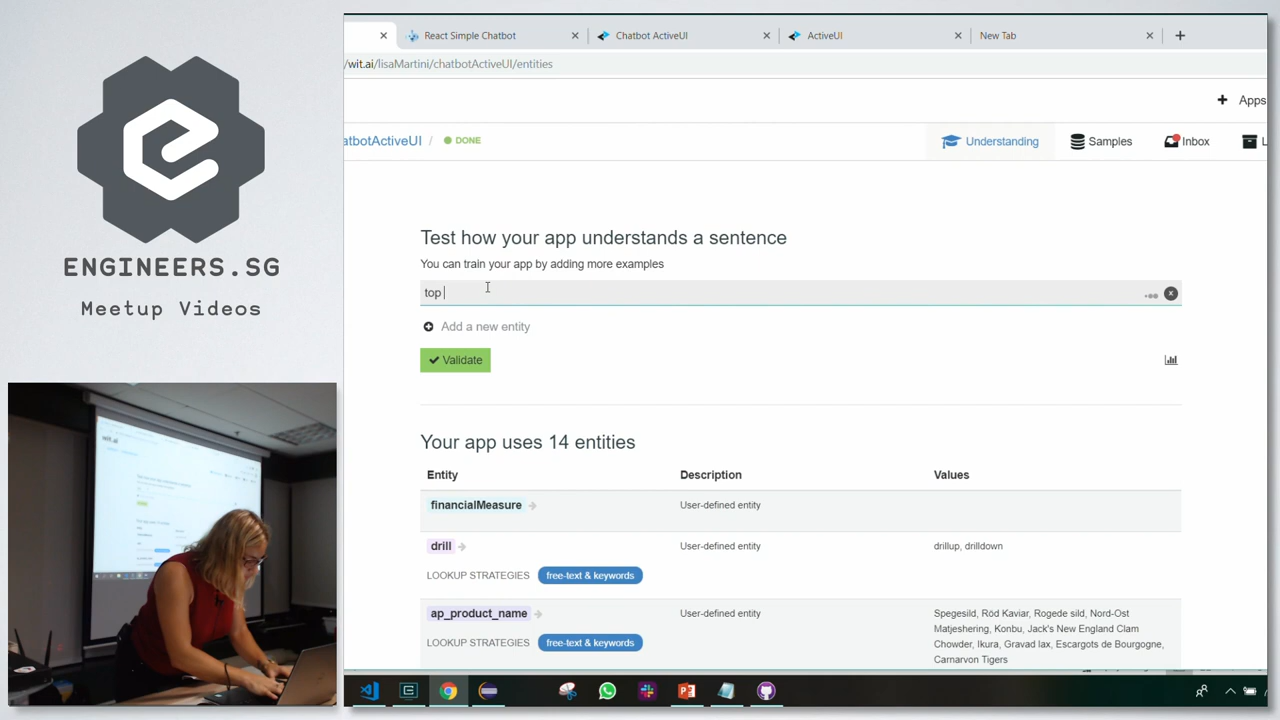 ENGINEERS.SG
Meetup Videos
React Simple Chatbot
Chatbot ActiveUI
ActiveUI
New Tab
/wit.ai/lisaMartini/chatbotActiveUI/entities
Apps
atbotActiveUI / DONE
Understanding
Samples
Inbox
L
Test how your app understands a sentence
You can train your app by adding more examples
top
Add a new entity
Validate
Your app uses 14 entities
Entity Description Values
financialMeasure User-defined entity
drill User-defined entity drillup, drilldown
LOOKUP STRATEGIES free-text & keywords
ap_product_name User-defined entity Spegesild, Röd Kaviar, Rogede sild, Nord-Ost
Matjeshering, Konbu, Jack's New England Clam
Chowder, Ikura, Gravad lax, Escargots de Bourgogne,
LOOKUP STRATEGIES free-text & keywords
Carnarvon Tigers
wit.ai